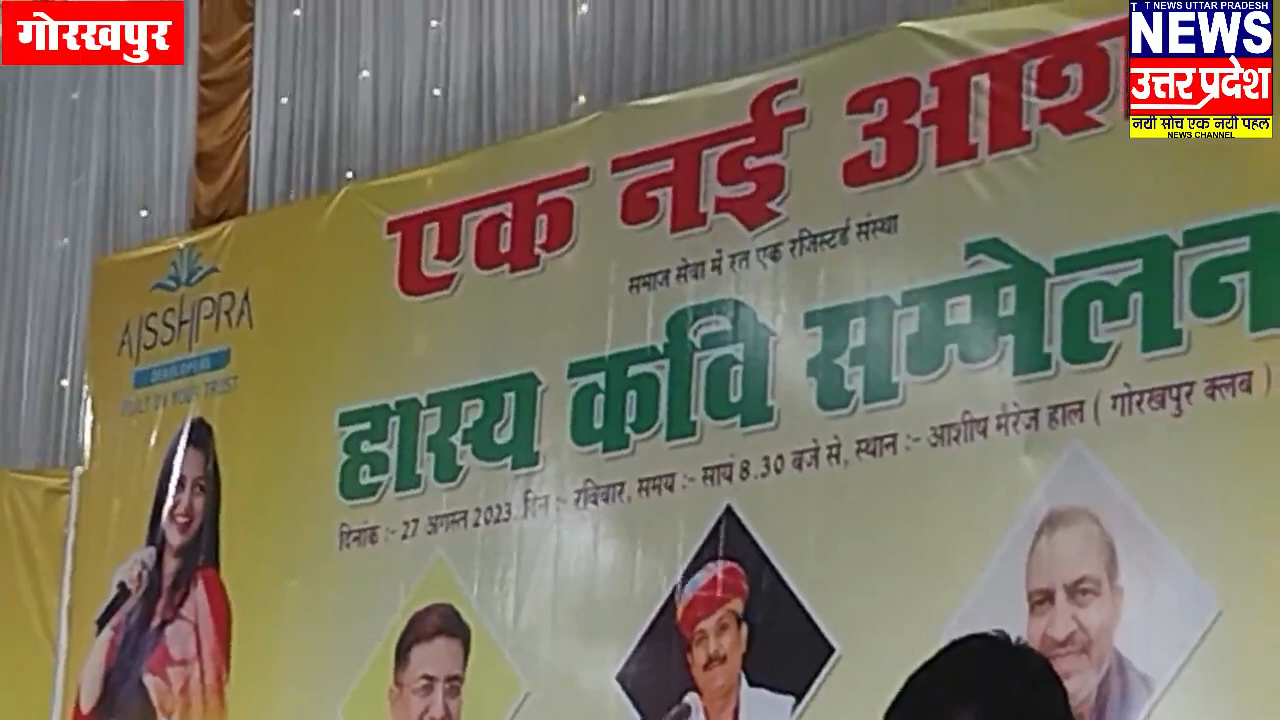 गोरखपुर
T NEWS UTTAR PRADESH
NEWS
उत्तर प्रदेश
नयी सोच एक नयी पहल
NEWS CHANNEL
एक नई आश
समाज सेवा में रत एक रजिस्टर्ड संस्था
हास्य कवि सम्मेलन
दिनांक :- 27 अगस्त 2023 दिन :- रविवार, समय :- सायं 8.30 बजे से, स्थान :- आशीष मैरेज हाल ( गोरखपुर क्लब )
AISSHPRA
DEVELOPERS
BUILT ON YOUR TRUST